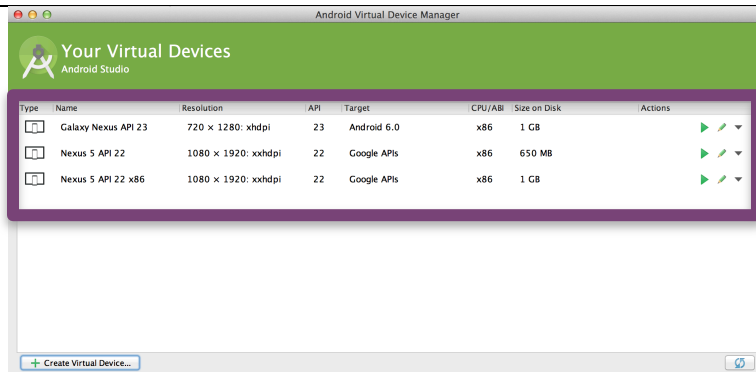 Android Virtual Device Manager
Your Virtual Devices
Android Studio
Type Name Resolution API Target CPU/ABI Size on Disk Actions
Galaxy Nexus API 23 720 × 1280: xhdpi 23 Android 6.0 x86 1 GB
Nexus 5 API 22 1080 × 1920: xxhdpi 22 Google APIs x86 650 MB
Nexus 5 API 22 x86 1080 × 1920: xxhdpi 22 Google APIs x86 1 GB
Create Virtual Device...